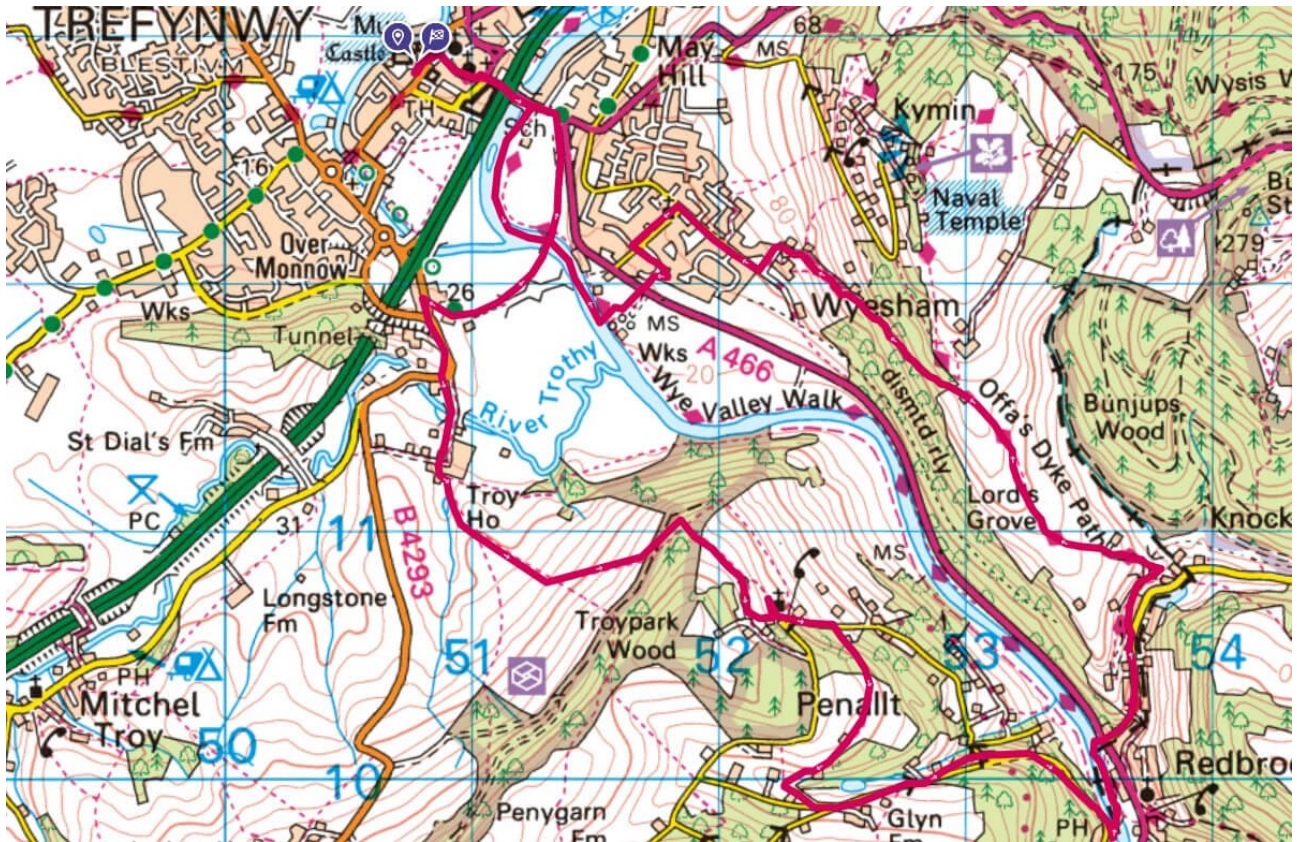 TREFYNWY
BLESTIVM
Castle
TH
16
Sch
May
Hill
MS
68
175
Wysis
Kymin
Naval
Temple
279
80
Over
Monnow
Wks
Tunnel
26
MS
Wks
A 466
20
Wyesham
Wye Valley Walk
River Trothy
dismtd rly
Offa's Dyke Path
Bunjups
Wood
St Dial's Fm
PC
31
11
B 4293
Troy
Ho
Lord's
Grove
Knock
MS
Longstone
Fm
51
Troypark
Wood
52
53
54
PH
Mitchel
Troy
50
10
Penallt
Redbro
Penygarn
Fm
Glyn
Fm
PH